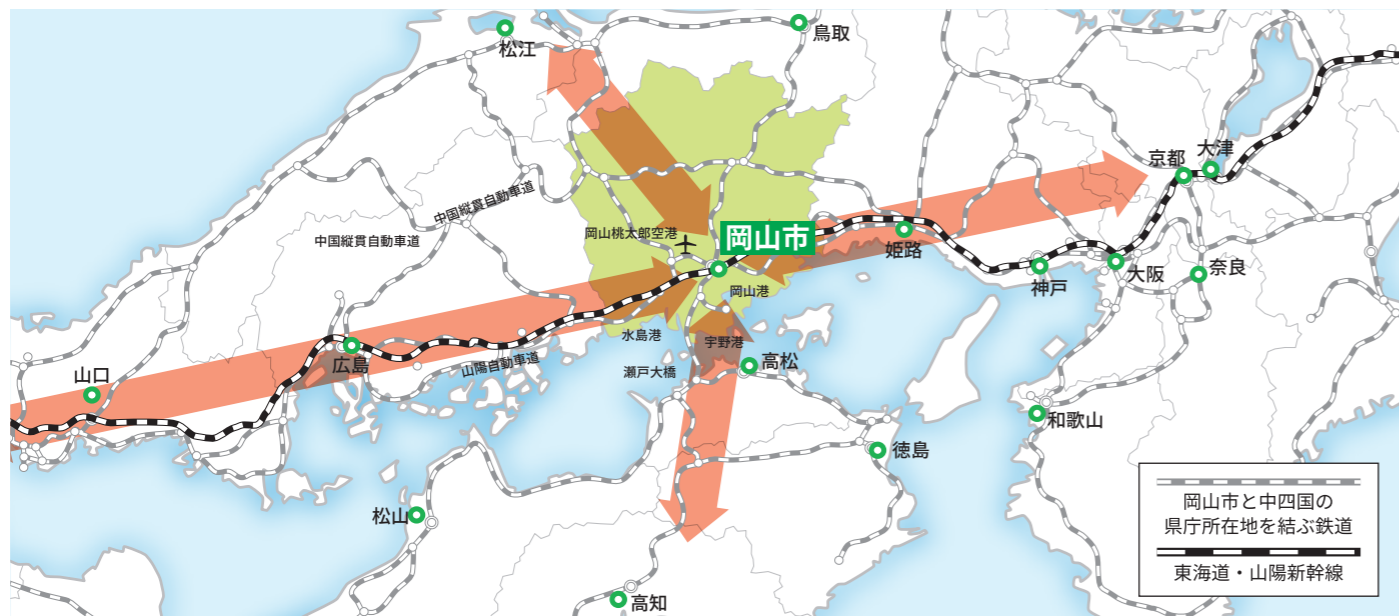 松江
鳥取
京都
大津
中国縦貫自動車道
中国縦貫自動車道
岡山桃太郎空港
岡山市
姫路
神戸
大阪
奈良
岡山港
水島港
宇野港
広島
山陽自動車道
瀬戸大橋
高松
山口
和歌山
徳島
松山
高知
岡山市と中四国の
県庁所在地を結ぶ鉄道
東海道・山陽新幹線